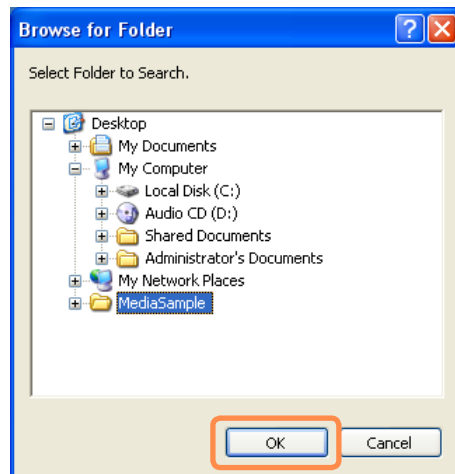 Browse for Folder
Select Folder to Search.
Desktop
My Documents
My Computer
Local Disk (C:)
Audio CD (D:)
Shared Documents
Administrator's Documents
My Network Places
MediaSample
OK Cancel